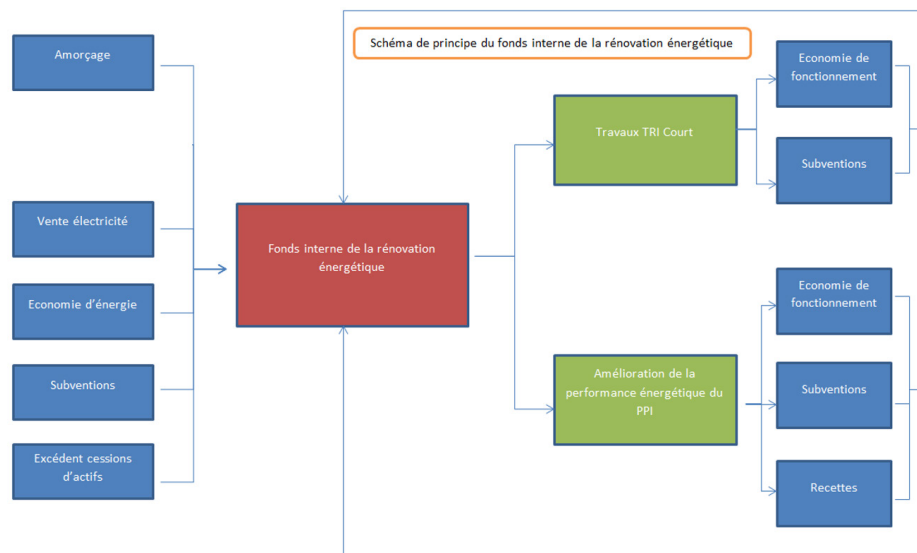 Schéma de principe du fonds interne de la rénovation énergétique
Amorçage
Vente électricité
Economie d'énergie
Subventions
Excédent cessions
d'actifs
Fonds interne de la rénovation
énergétique
Travaux TRI Court
Amélioration de la
performance énergétique du
PPI
Economie de
fonctionnement
Subventions
Economie de
fonctionnement
Subventions
Recettes